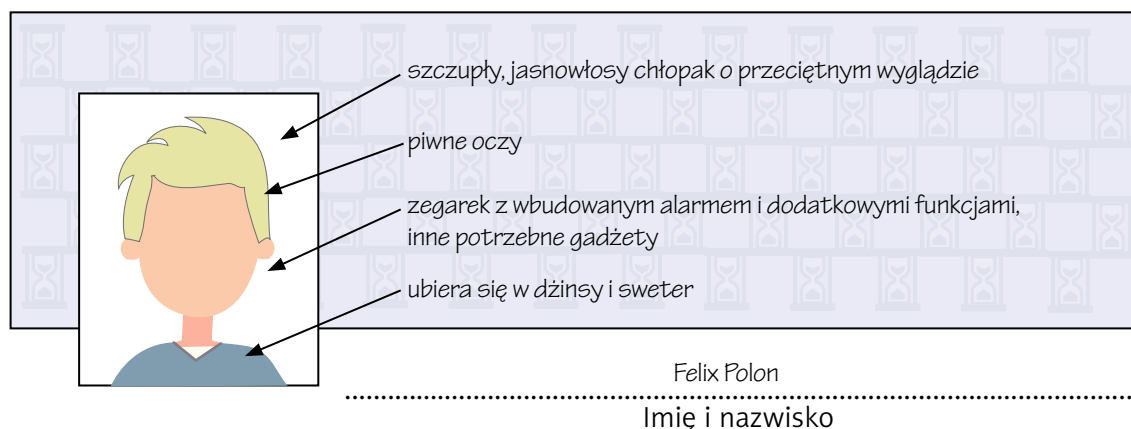 szczupły, jasnowłosy chłopak o przeciętnym wyglądzie
piwne oczy
zegarek z wbudowanym alarmem i dodatkowymi funkcjami,
inne potrzebne gadżety
ubiera się w dżinsy i sweter
Felix Polon
Imię i nazwisko